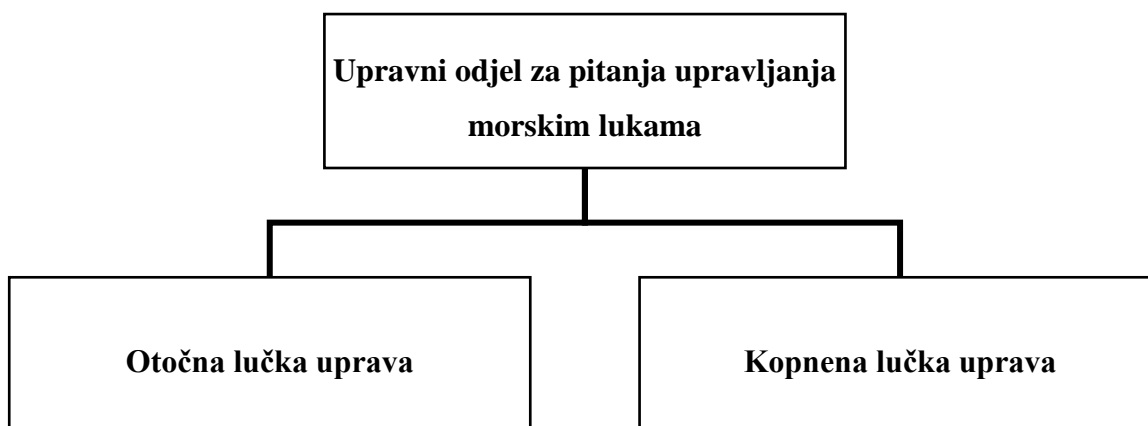 Upravni odjel za pitanja upravljanja
morskim lukama
Otočna lučka uprava
Kopnena lučka uprava